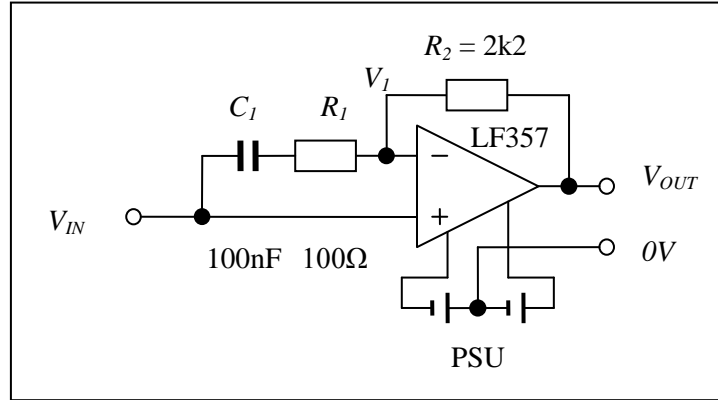 R2 = 2k2
V1
C1 R1
LF357
−
VOUT
VIN
+
0V
100nF 100Ω
PSU